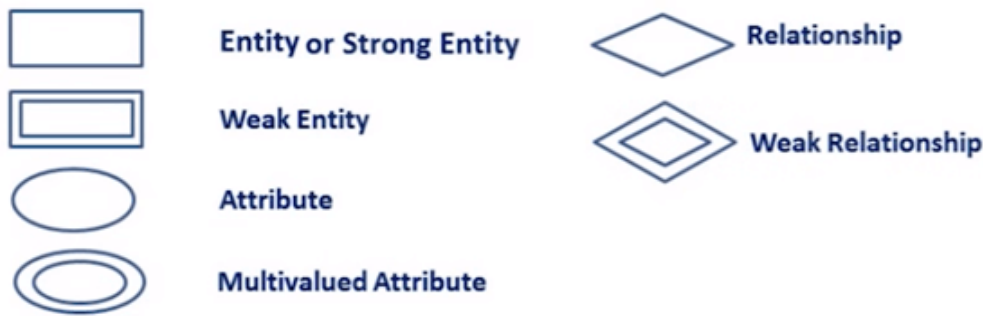 Entity or Strong Entity
Weak Entity
Attribute
Multivalued Attribute
Relationship
Weak Relationship